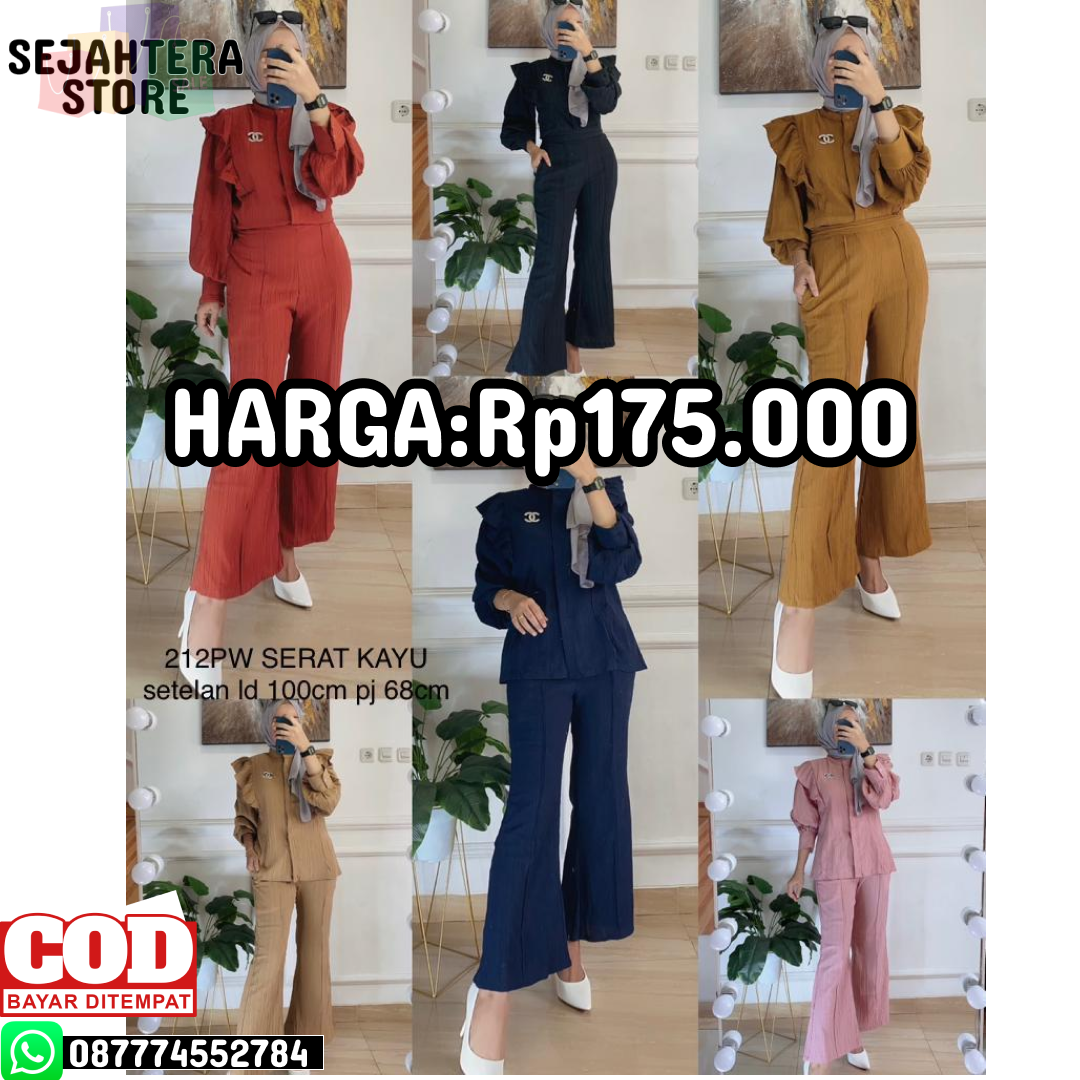 SEJAHTERA
STORE
HARGA:Rp175.000
212PW SERAT KAYU
setelan ld 100cm pj 68cm
COD
BAYAR DITEMPAT
087774552784